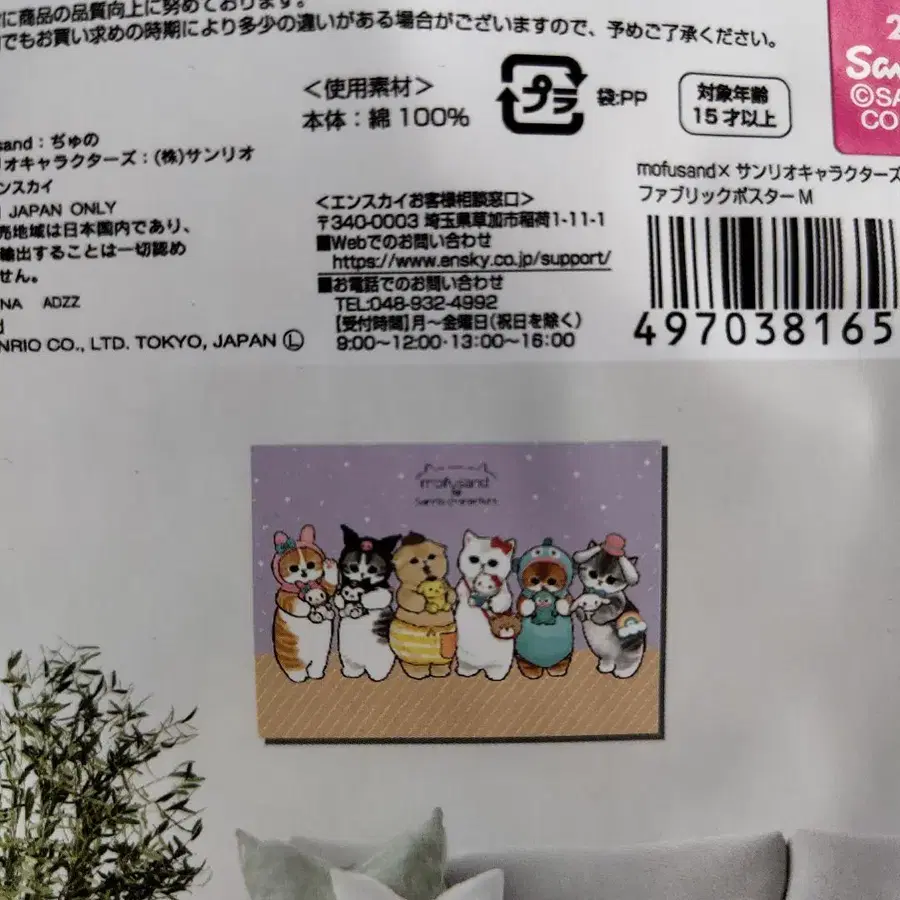 に商品の品質向上に努めております。
でもお買い求めの時期により多少の違いがある場合がございますので、予めご了承ください。
<使用素材>
本体:綿 100%
プラ
袋:PP
対象年齢
15才以上
San
©SA
CO
sand:ぢゅの
オキャラクターズ:(株)サンリオ
ンスカイ
JAPAN ONLY
売地域は日本国内であり、
輸出することは一切認め
せん。
NA ADZZ
NRIO CO., LTD. TOKYO, JAPAN Ⓛ
<エンスカイお客様相談窓口>
〒340-0003 埼玉県草加市稲荷1-11-1
■Webでのお問い合わせ
https://www.ensky.co.jp/support/
■お電話でのお問い合わせ
TEL:048-932-4992
【受付時間】月~金曜日(祝日を除く)
9:00~12:00・13:00~16:00
mofusand×サンリオキャラクターズ
ファブリックポスターM
497038165
mofusand
Sanrio characters